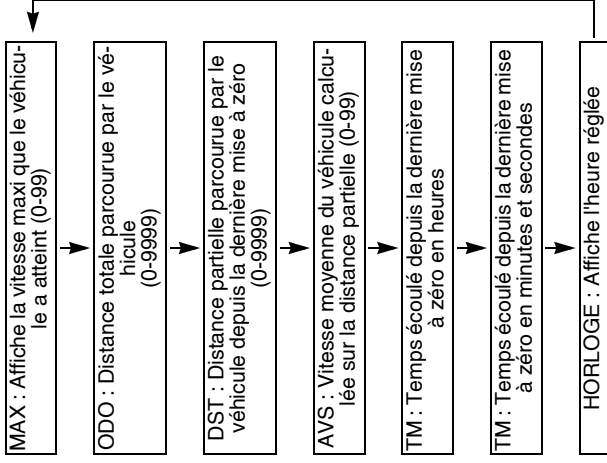 MAX : Affiche la vitesse maxi que le véhicu-
le a atteint (0-99)
ODO : Distance totale parcourue par le vé-
hicule
(0-9999)
DST : Distance partielle parcourue par le
véhicule depuis la dernière mise à zéro
(0-9999)
AVS : Vitesse moyenne du véhicule calcu-
lée sur la distance partielle (0-99)
TM : Temps écoulé depuis la dernière mise
à zéro en heures
TM : Temps écoulé depuis la dernière mise
à zéro en minutes et secondes
HORLOGE : Affiche l'heure réglée